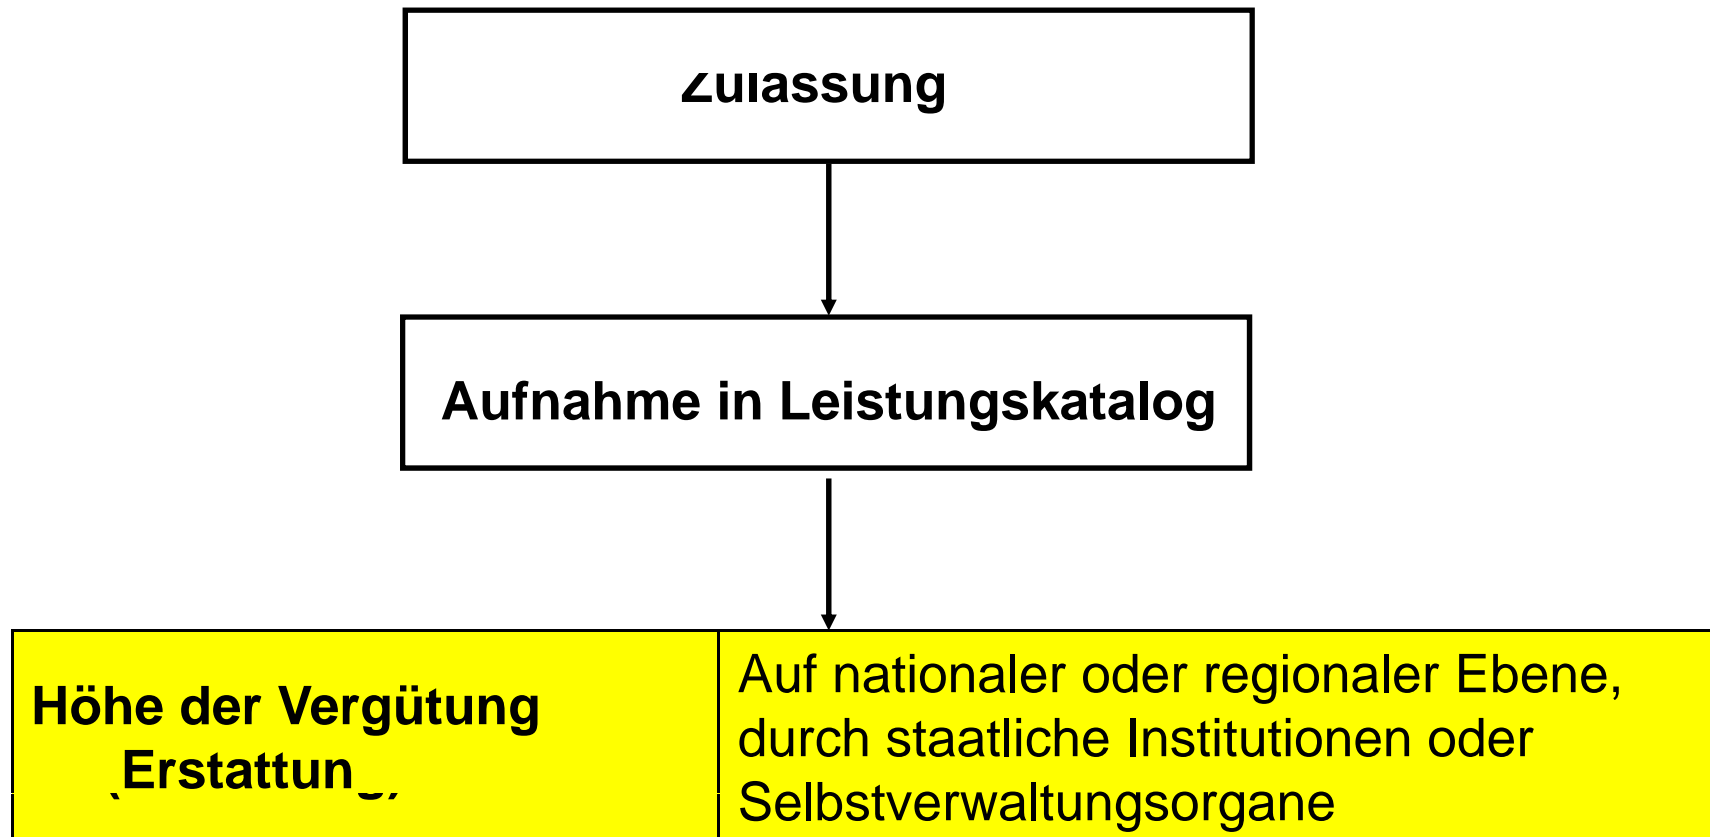 Zulassung
Aufnahme in Leistungskatalog
Höhe der Vergütung
(Erstattung)
Auf nationaler oder regionaler Ebene,
durch staatliche Institutionen oder
Selbstverwaltungsorgane